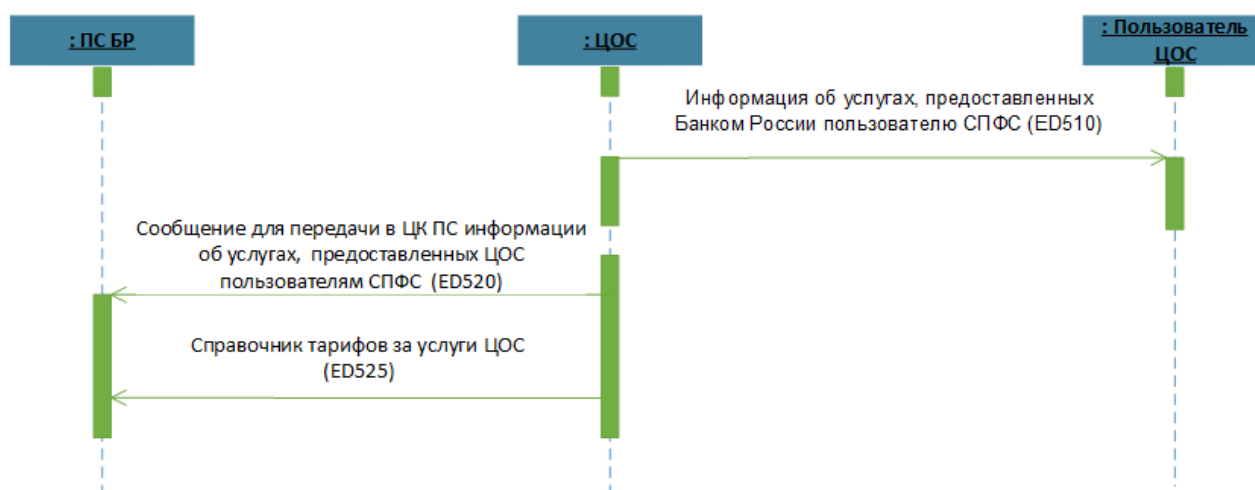 : ПС БР
: ЦОС
: Пользователь
ЦОС
Информация об услугах, предоставленных
Банком России пользователю СПФС (ED510)
Сообщение для передачи в ЦК ПС информации
об услугах, предоставленных ЦОС
пользователям СПФС (ED520)
Справочник тарифов за услуги ЦОС
(ED525)